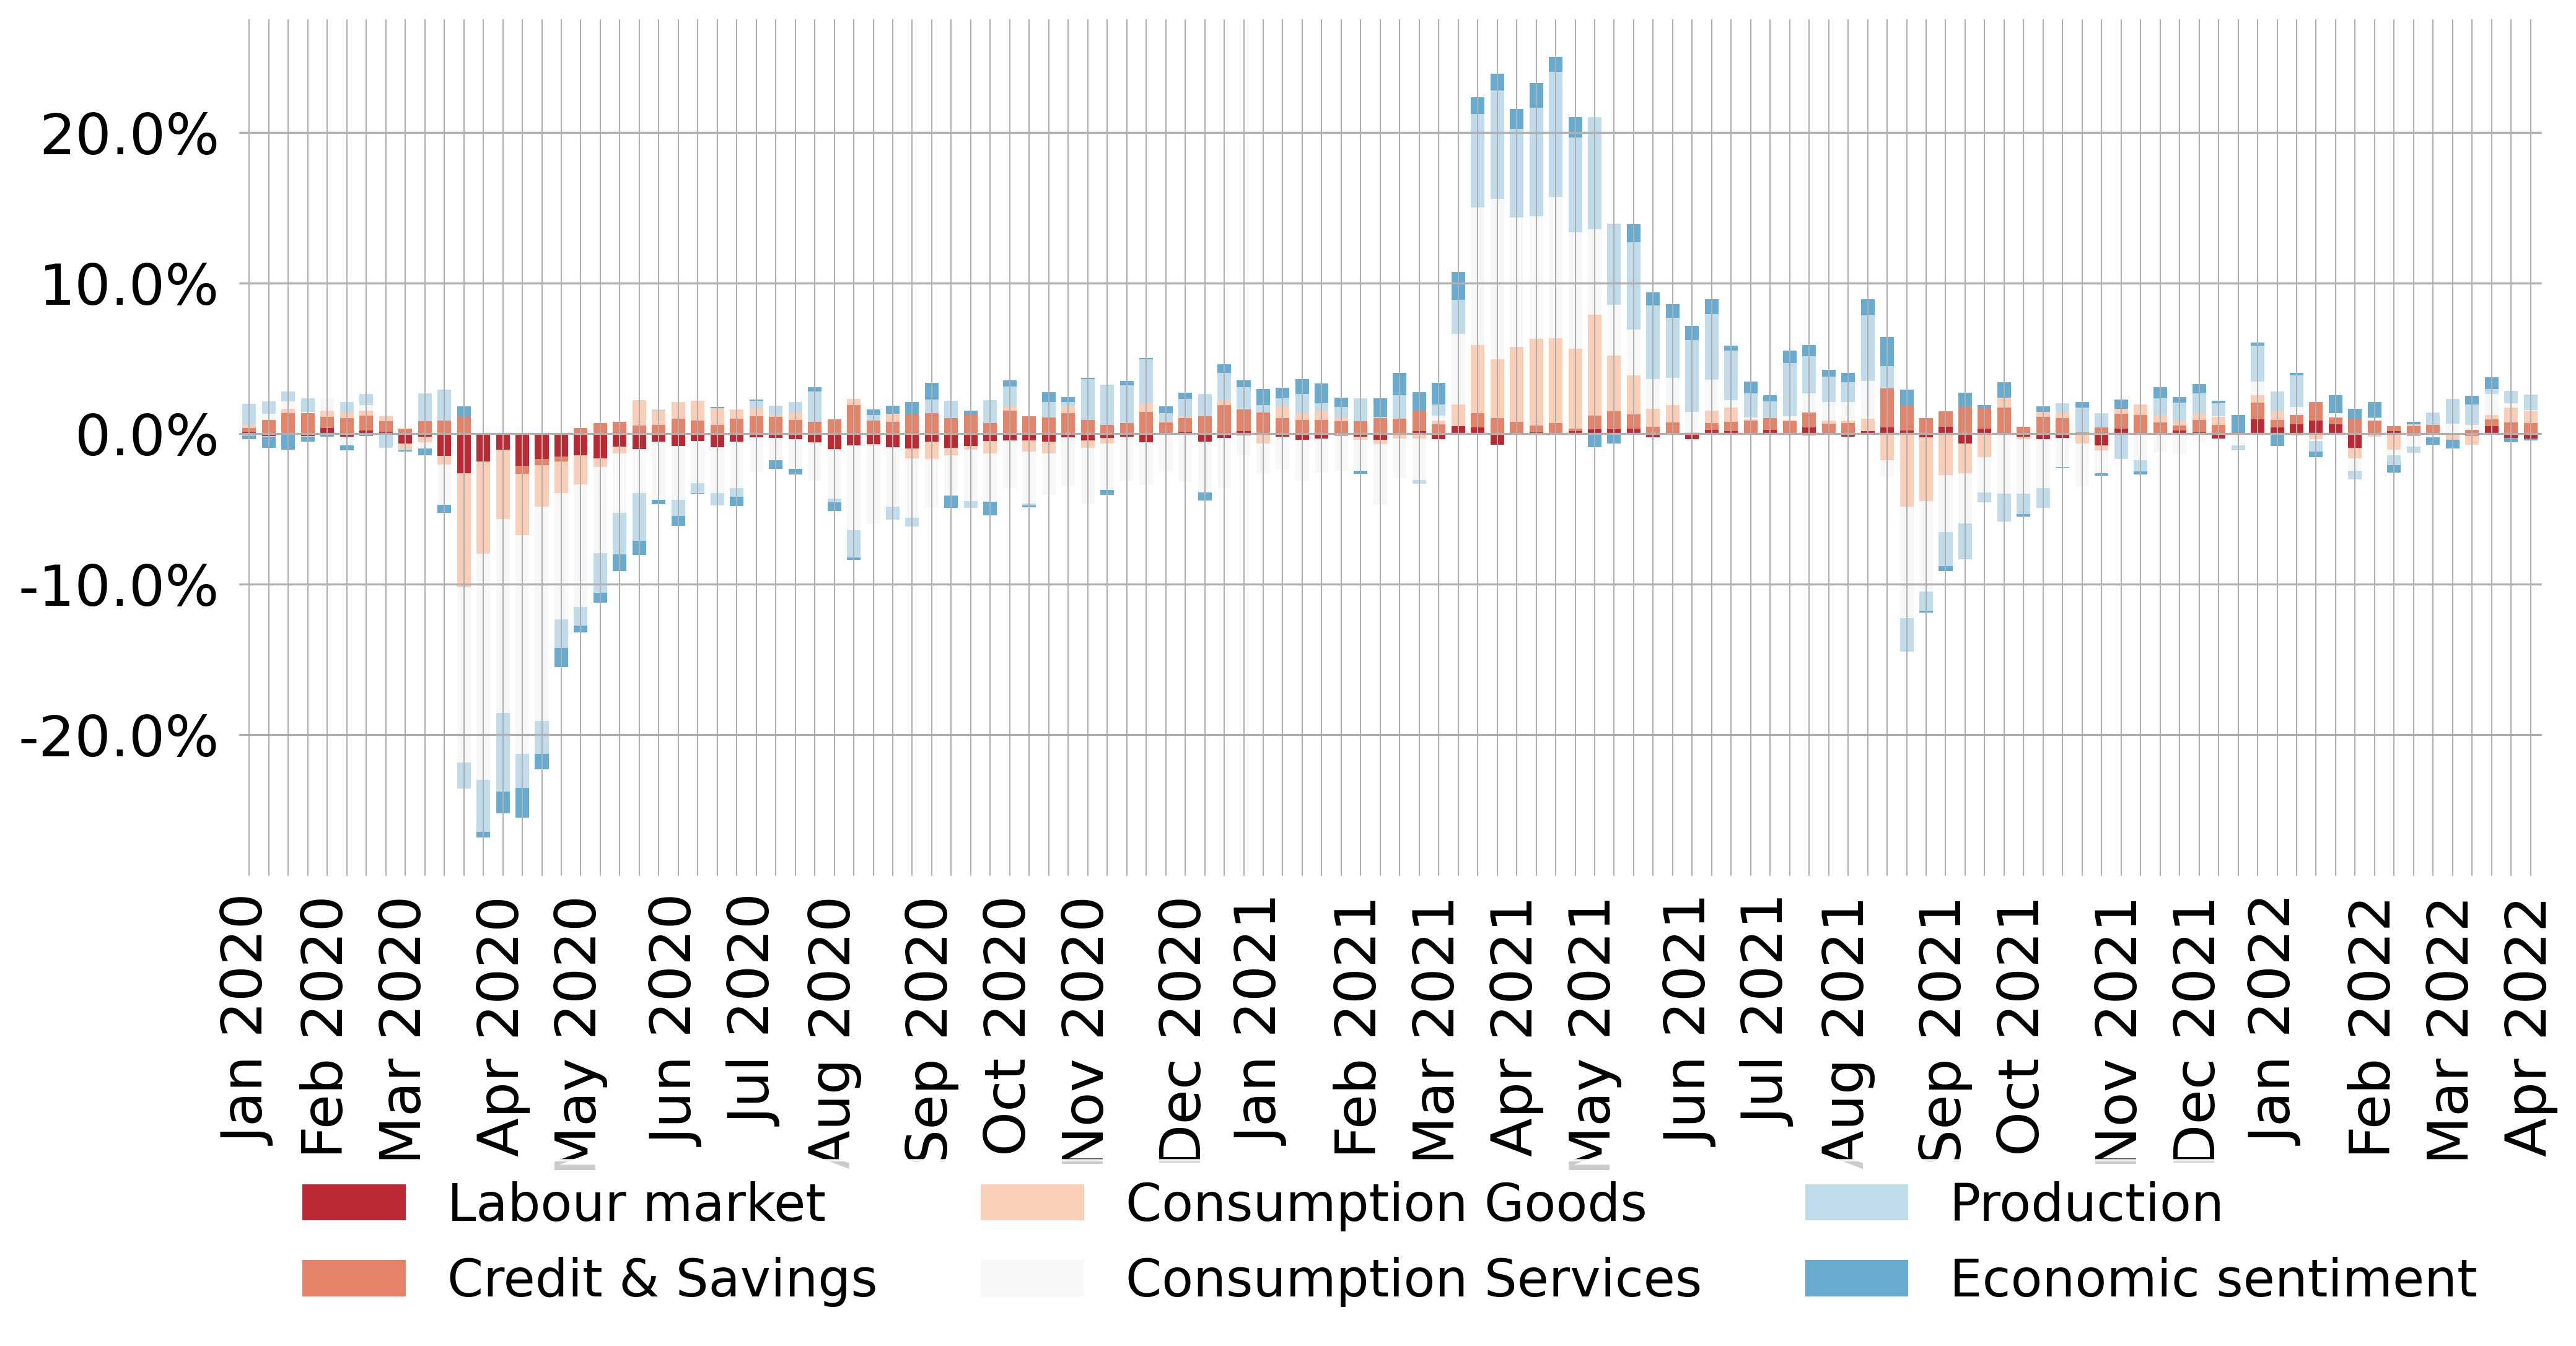 20.0%
10.0%
0.0%
-10.0%
-20.0%
Jan 2020
Feb 2020
Mar 2020
Apr 2020
May 2020
Jun 2020
Jul 2020
Aug 2020
Sep 2020
Oct 2020
Nov 2020
Dec 2020
Jan 2021
Feb 2021
Mar 2021
Apr 2021
May 2021
Jun 2021
Jul 2021
Aug 2021
Sep 2021
Oct 2021
Nov 2021
Dec 2021
Jan 2022
Feb 2022
Mar 2022
Apr 2022
Labour market
Credit & Savings
Consumption Goods
Consumption Services
Production
Economic sentiment